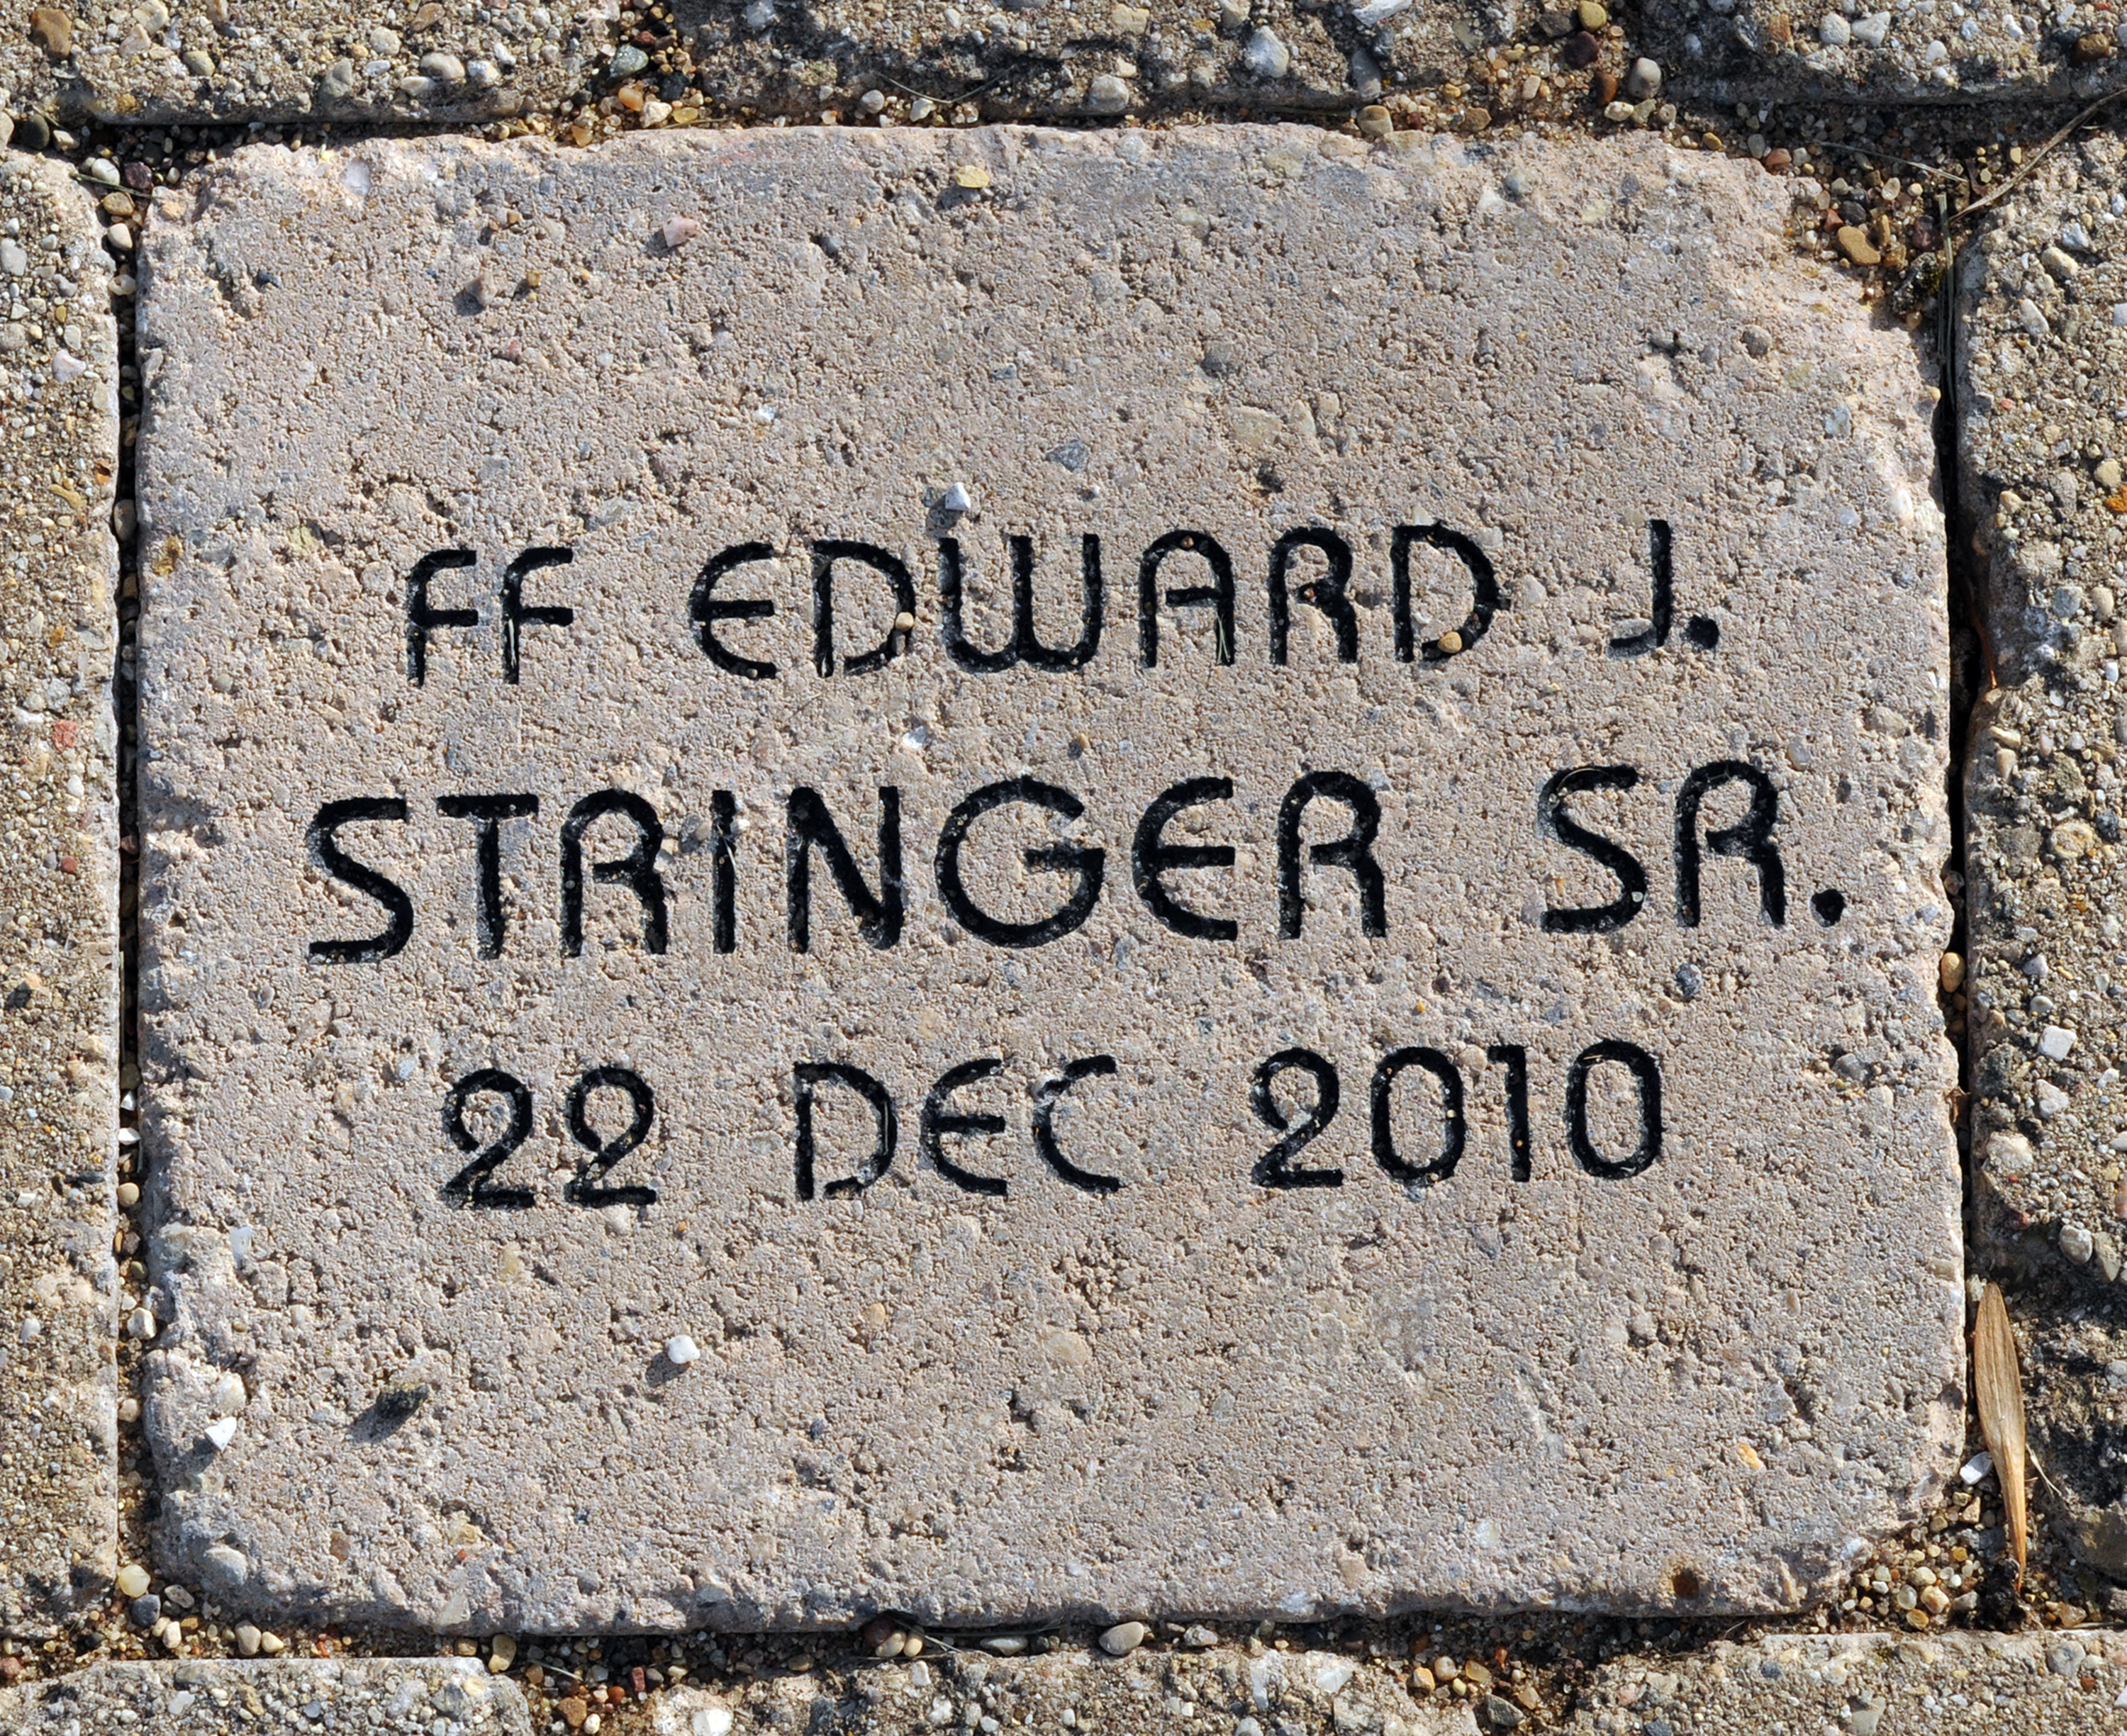 FF EDWARD J.
STRINGER SR.
22 DEC 2010